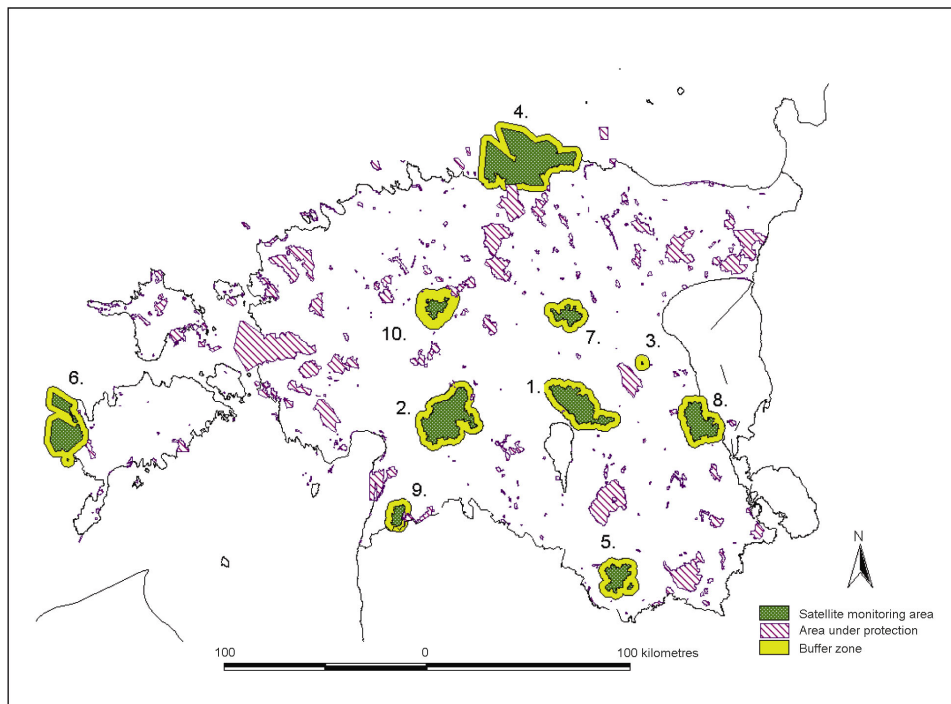 4.
10.
7.
3.
6.
2.
1.
8.
9.
5.
N
Satellite monitoring area
Area under protection
Buffer zone
100 0 100 kilometres